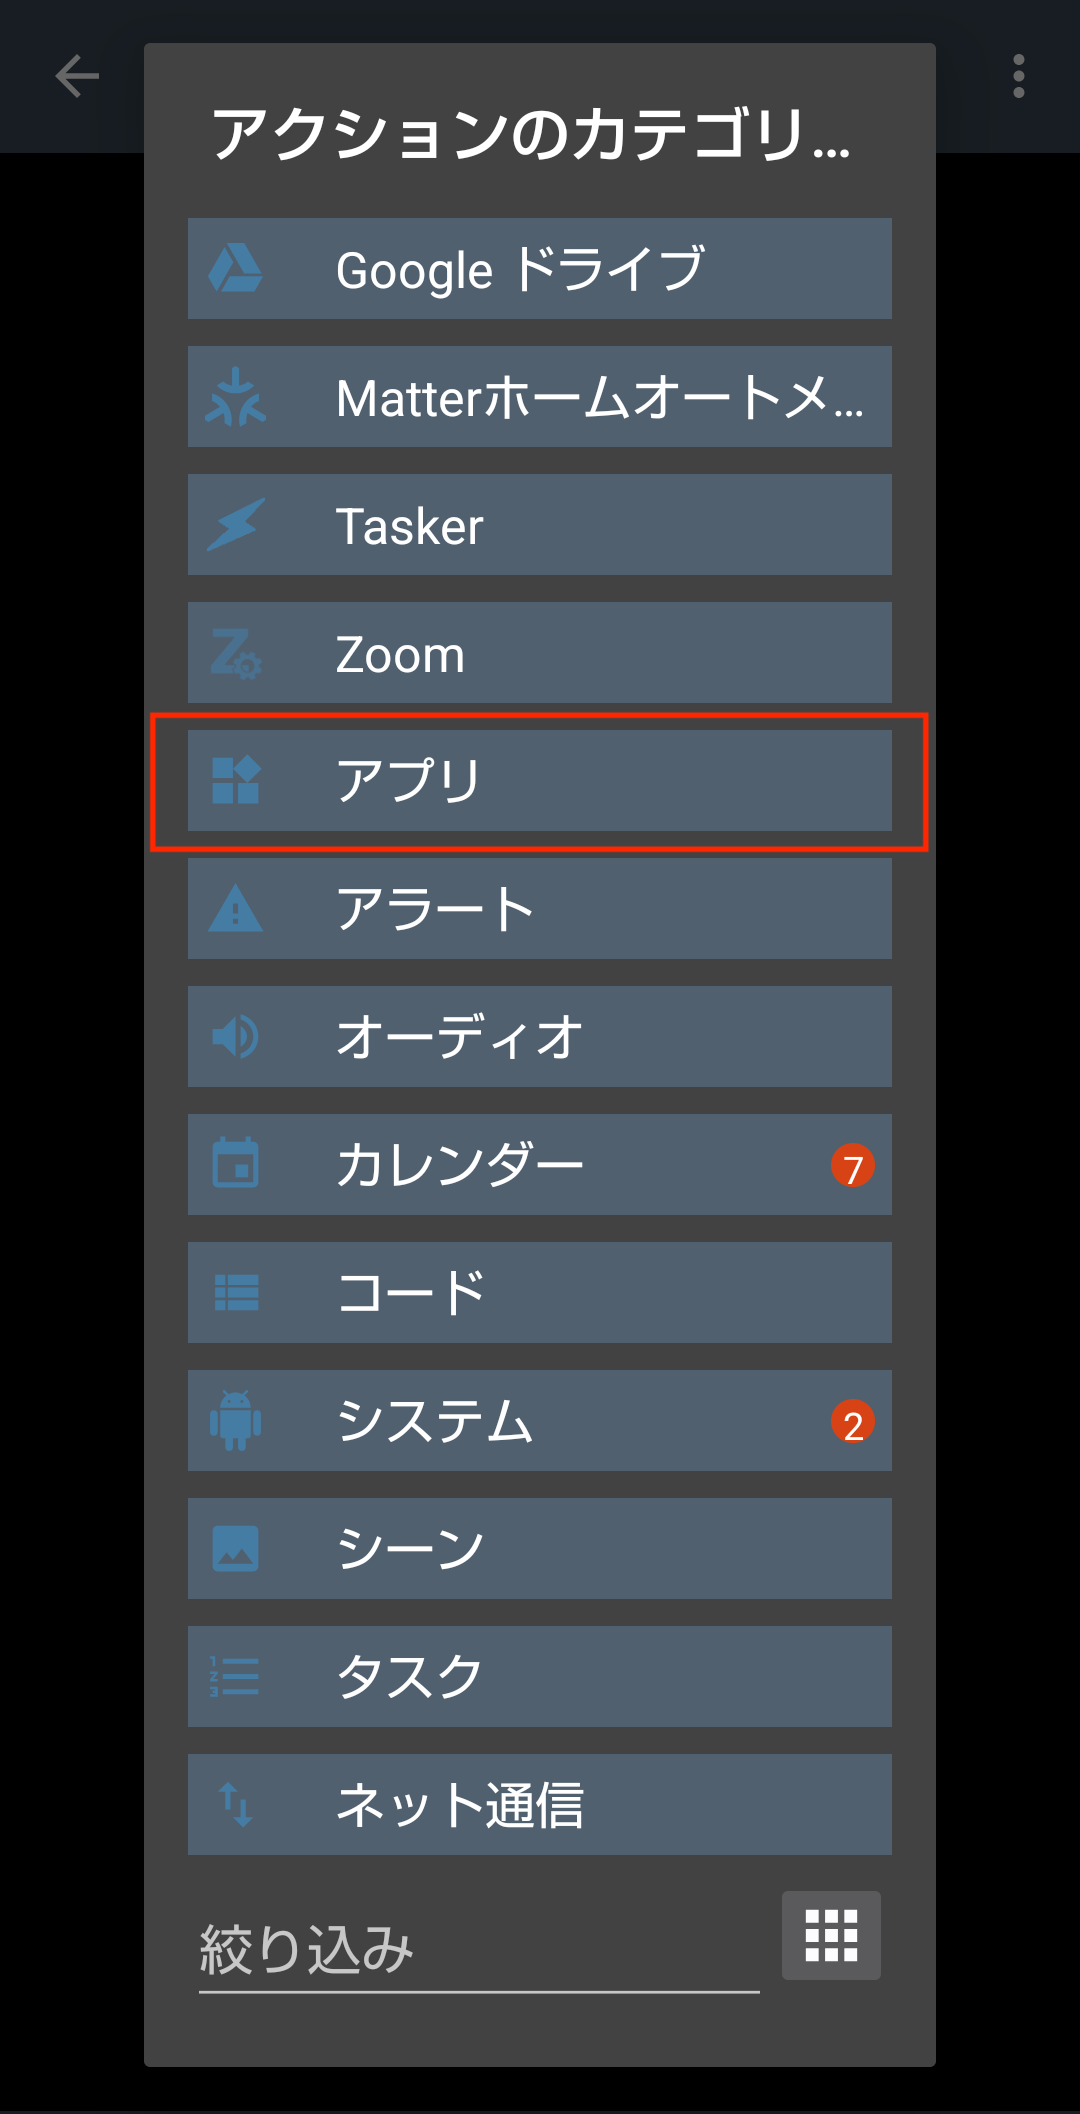 アクションのカテゴリ...
Google ドライブ
Matterホームオートメ...
Tasker
Zoom
アプリ
アラート
オーディオ
カレンダー 7
コード
システム 2
シーン
タスク
ネット通信
絞り込み